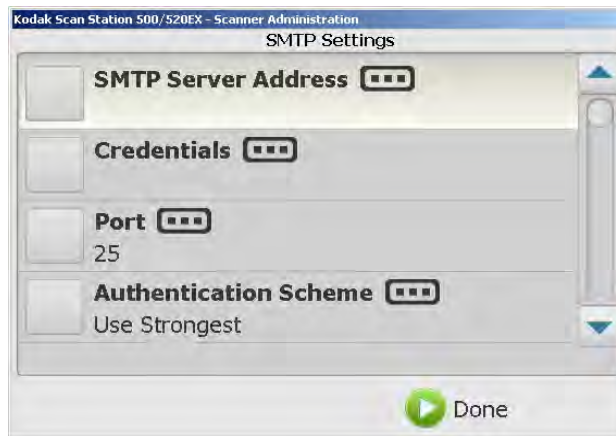 Kodak Scan Station 500/520EX - Scanner Administration
SMTP Settings
SMTP Server Address
Credentials
Port
25
Authentication Scheme
Use Strongest
Done